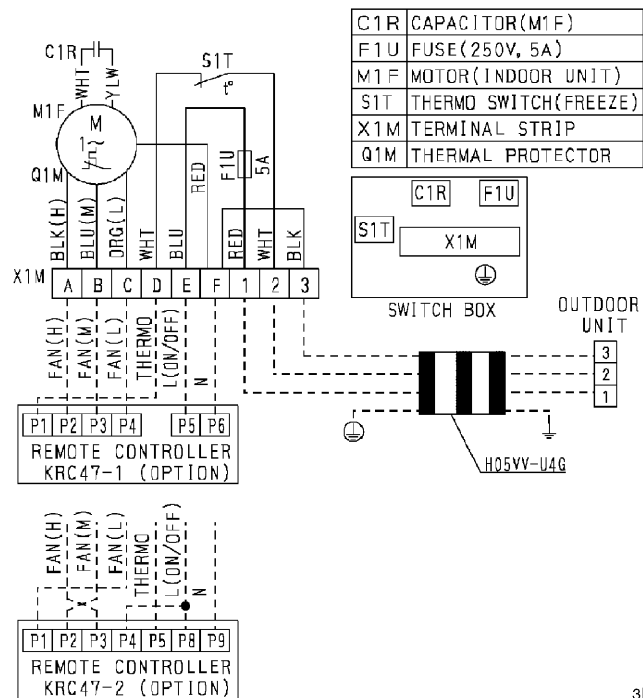 C1R
WHT
YLW
M1F
M
1~
Q1M
S1T
t°
RED
F1U
5A
BLK(H)
BLU(M)
ORG(L)
WHT
BLU
RED
WHT
BLK
X1M A B C D E F 1 2 3
FAN(H)
FAN(M)
FAN(L)
THERMO
L(ON/OFF)
N
P1 P2 P3 P4 P5 P6
REMOTE CONTROLLER
KRC47-1 (OPTION)
FAN(H)
FAN(M)
FAN(L)
THERMO
L(ON/OFF)
N
P1 P2 P3 P4 P5 P8 P9
REMOTE CONTROLLER
KRC47-2 (OPTION)
C1R CAPACITOR(M1F)
F1U FUSE(250V, 5A)
M1F MOTOR(INDOOR UNIT)
S1T THERMO SWITCH(FREEZE)
X1M TERMINAL STRIP
Q1M THERMAL PROTECTOR
C1R F1U
S1T
X1M
SWITCH BOX
OUTDOOR
UNIT
3
2
1
H05VV-U4G